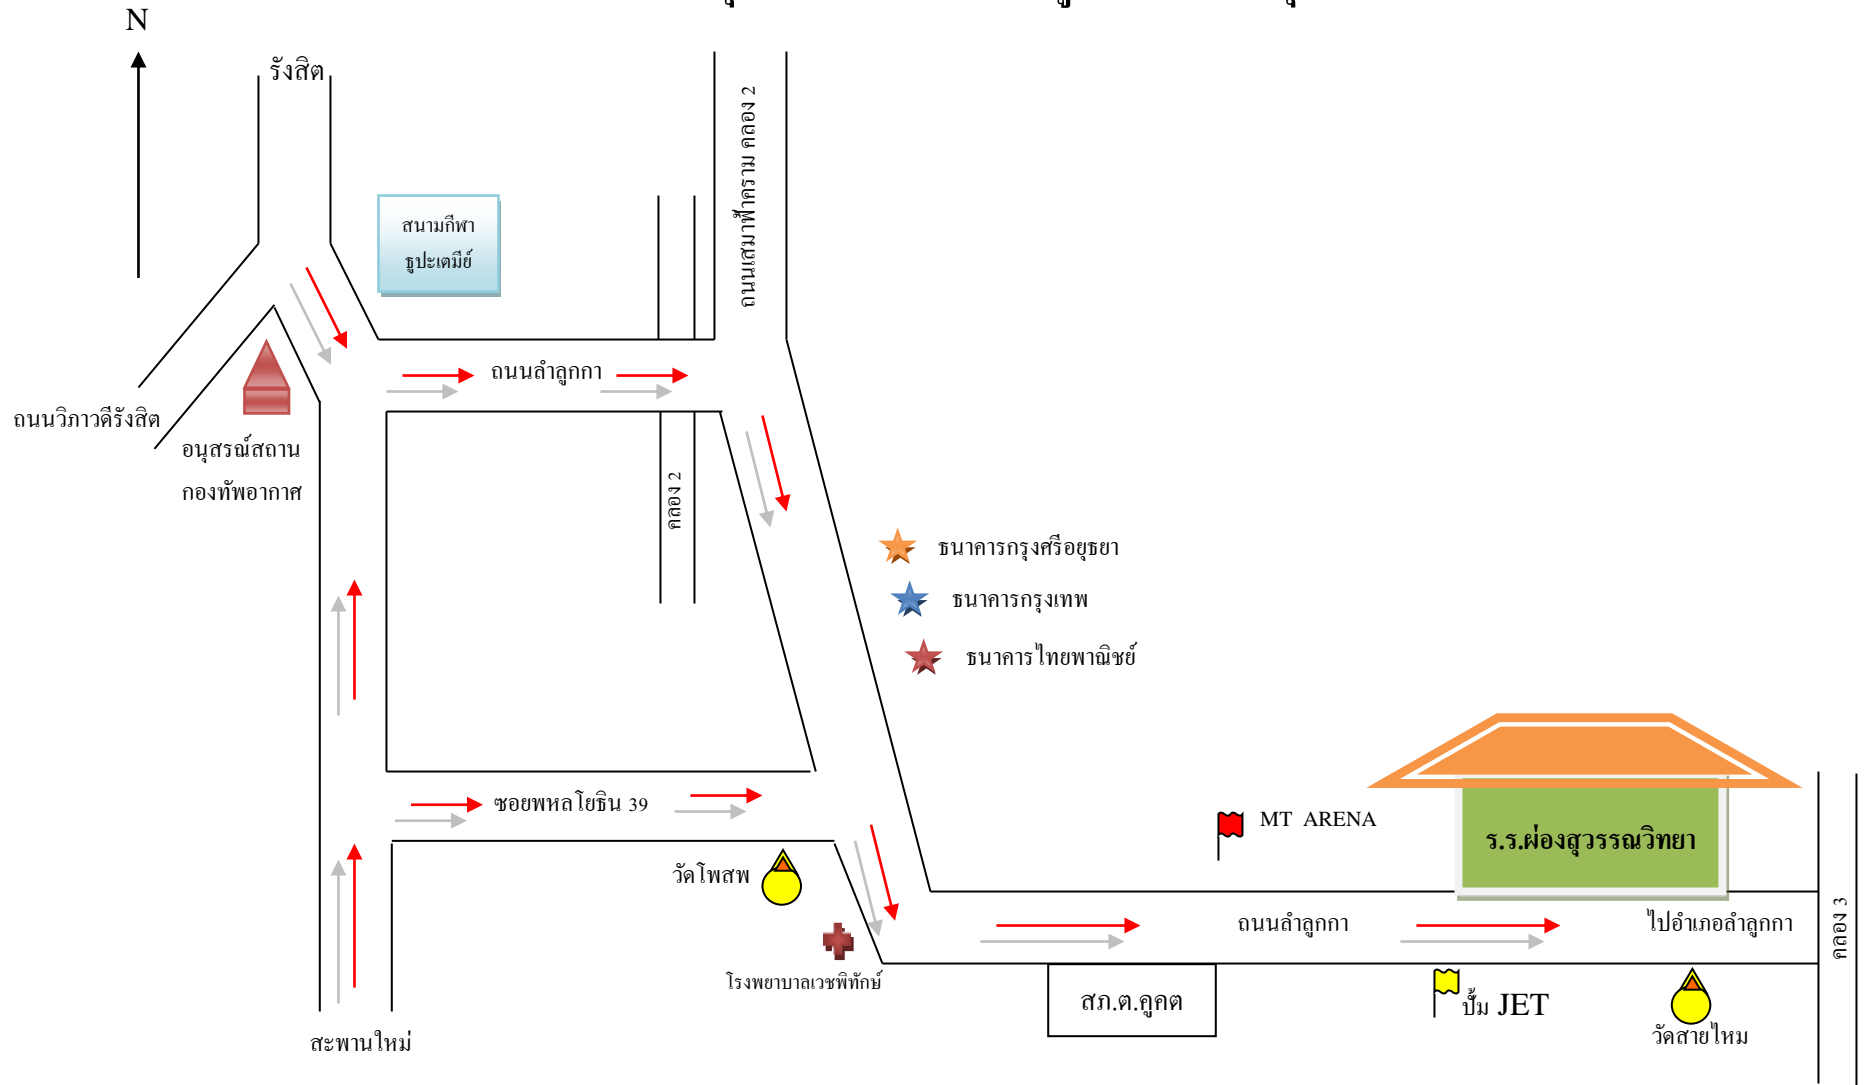 N
รังสิต
ถนนเสมาฟ้าคราม คลอง 2
สนามกีฬา
ธูปะเตมีย์
ถนนลำลูกกา
ถนนวิภาวดีรังสิต
อนุสรณ์สถาน
กองทัพอากาศ
คลอง 2
ธนาคารกรุงศรีอยุธยา
ธนาคารกรุงเทพ
ธนาคารไทยพาณิชย์
ซอยพหลโยธิน 39
MT ARENA
ร.ร.ผ่องสุวรรณวิทยา
วัดโพสพ
ถนนลำลูกกา
ไปอำเภอลำลูกกา
คลอง 3
โรงพยาบาลเวชพิทักษ์
สภ.ต.คูคต
ปั้ม JET
วัดสายไหม
สะพานใหม่